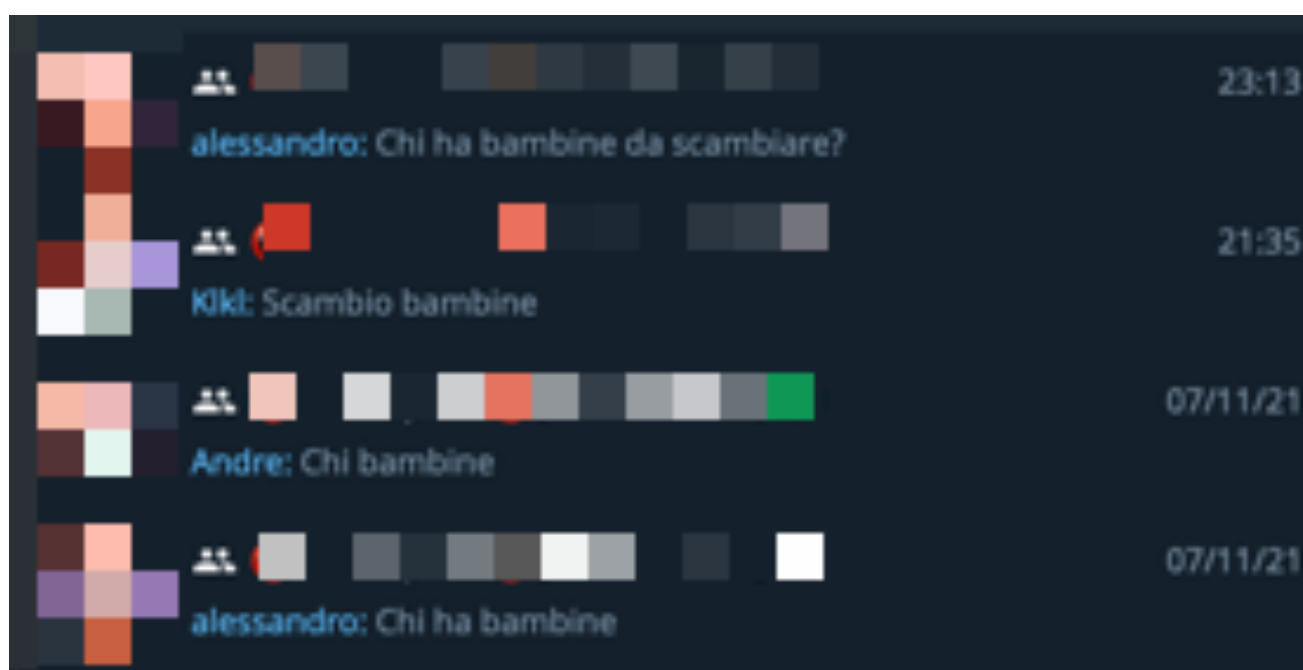 23:13
alessandro: Chi ha bambine da scambiare?
21:35
Klkl: Scambio bambine
07/11/21
Andre: Chi bambine
07/11/21
alessandro: Chi ha bambine